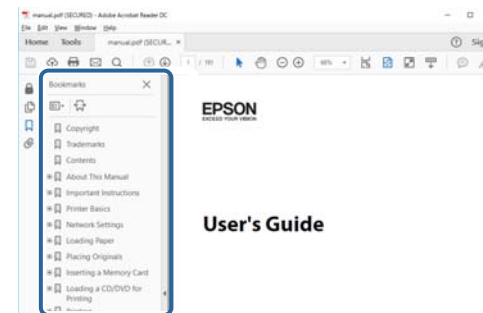 manual.pdf (SECURED) - Adobe Acrobat Reader DC
File Edit View Window Help
Home Tools manual.pdf (SECUR... ×
Bookmarks
Copyright
Trademarks
Contents
About This Manual
Important Instructions
Printer Basics
Network Settings
Loading Paper
Placing Originals
Inserting a Memory Card
Loading a CD/DVD for
Printing
Printing
EPSON
EXCEED YOUR VISION
User's Guide